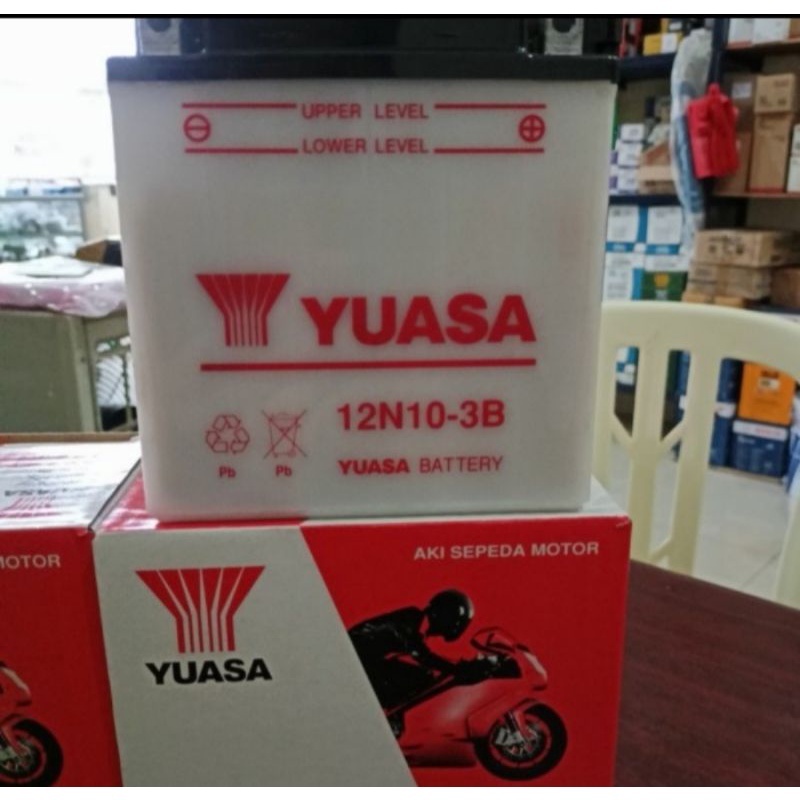 UPPER LEVEL
LOWER LEVEL
YUASA
12N10-3B
Pb
Pb
YUASA BATTERY
MOTOR
AKI SEPEDA MOTOR
YUASA